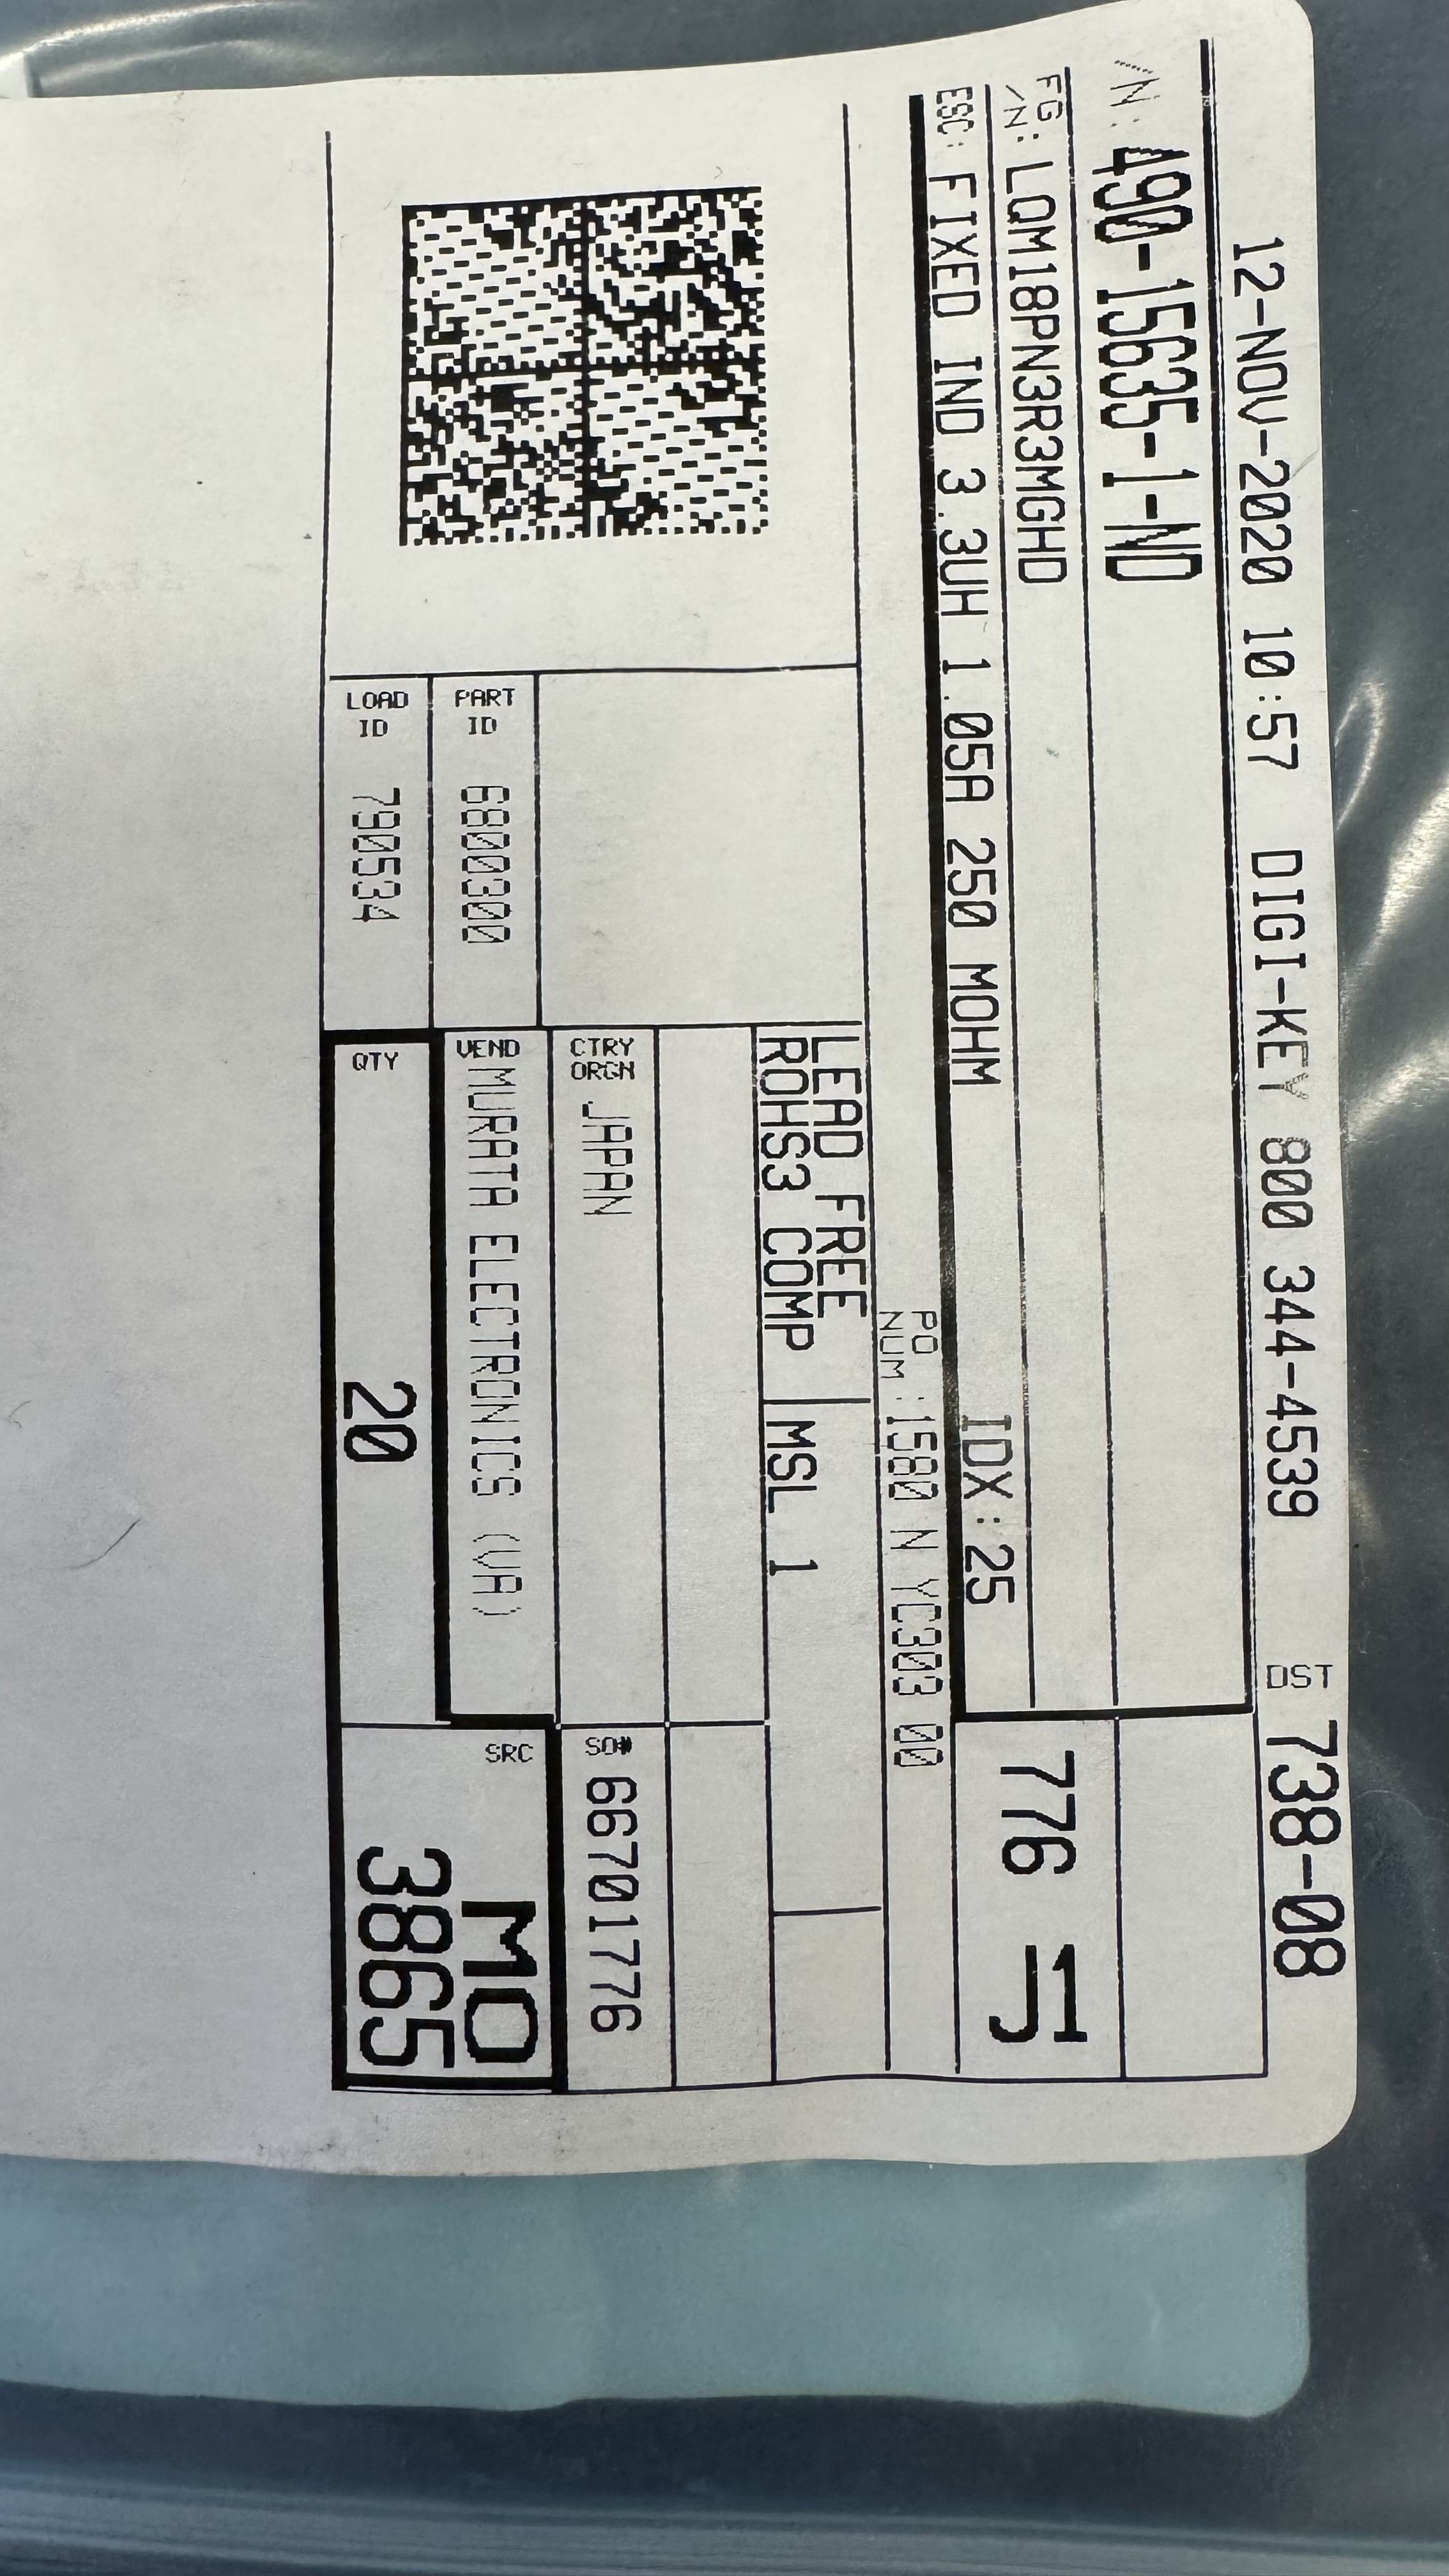 12-NOV-2020 10:57 DIGI-KEY 800 344-4539 DST 738-08
/N: 490-15635-1-ND
FG
/N: LQM18PN3R3MGHD
776 J1
ESC: FIXED IND 3.3UH 1.05A 250 MOHM IDX:25
PO
NUM:1580 N YC303 00
LEAD FREE
ROHS3 COMP MSL 1
CTRY
ORGN JAPAN
SO# 66701776
PART
ID 6800300
VEND MURATA ELECTRONICS (VA)
SRC MO
3865
LOAD
ID 790534
QTY 20